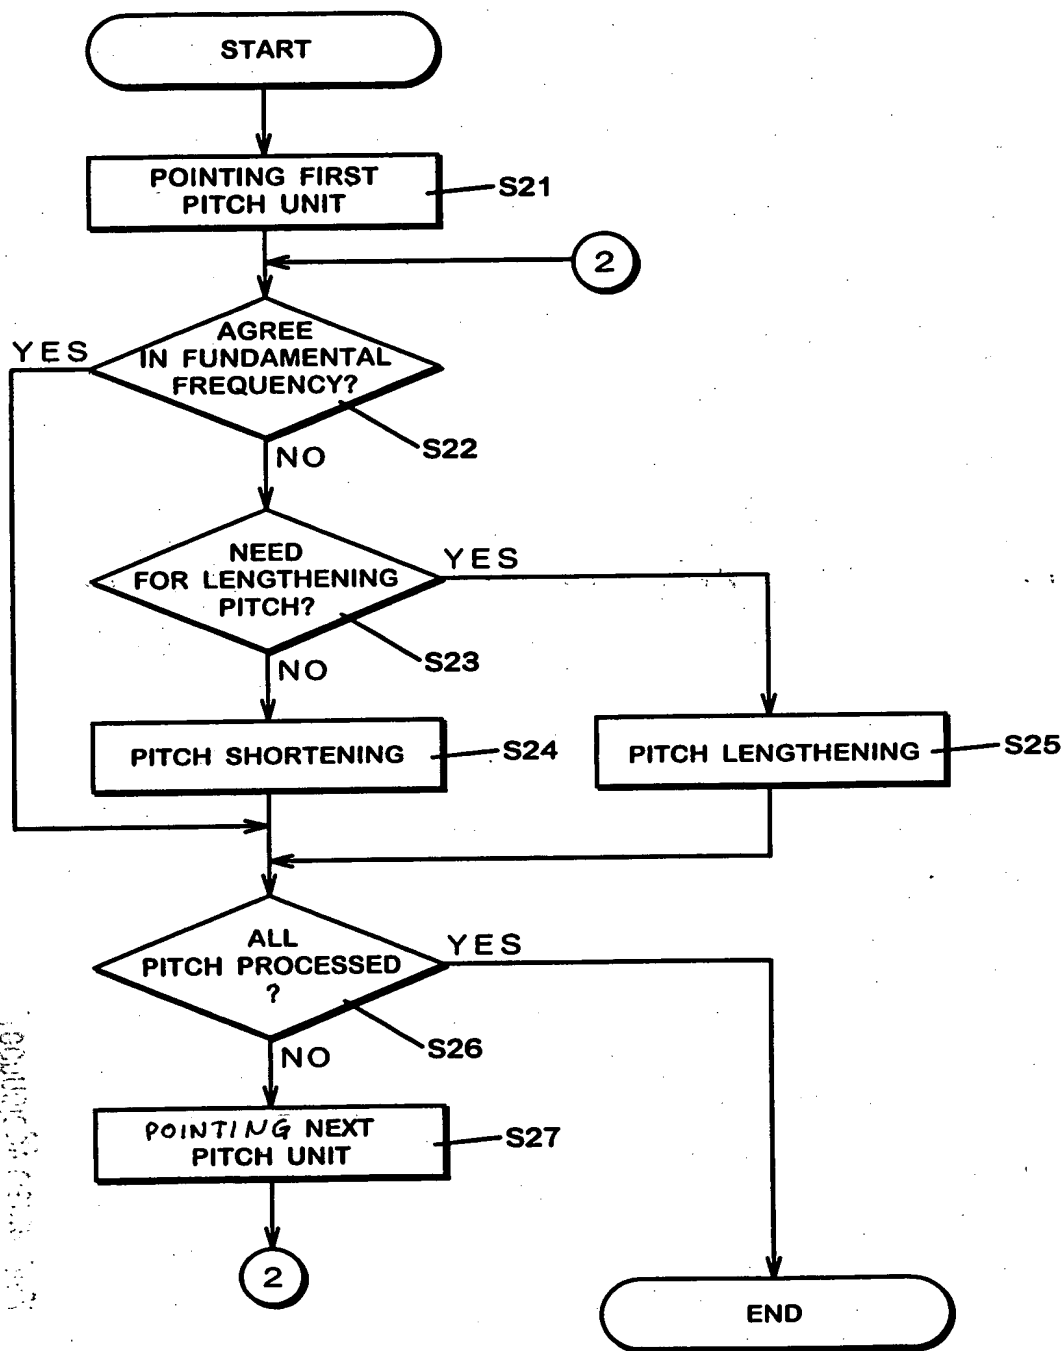 START
POINTING FIRST
PITCH UNIT
S21
2
AGREE
IN FUNDAMENTAL
FREQUENCY?
YES
S22
NO
NEED
FOR LENGTHENING
PITCH?
YES
S23
NO
PITCH SHORTENING
S24
PITCH LENGTHENING
S25
ALL
PITCH PROCESSED
?
YES
S26
NO
POINTING NEXT
PITCH UNIT
S27
2
END